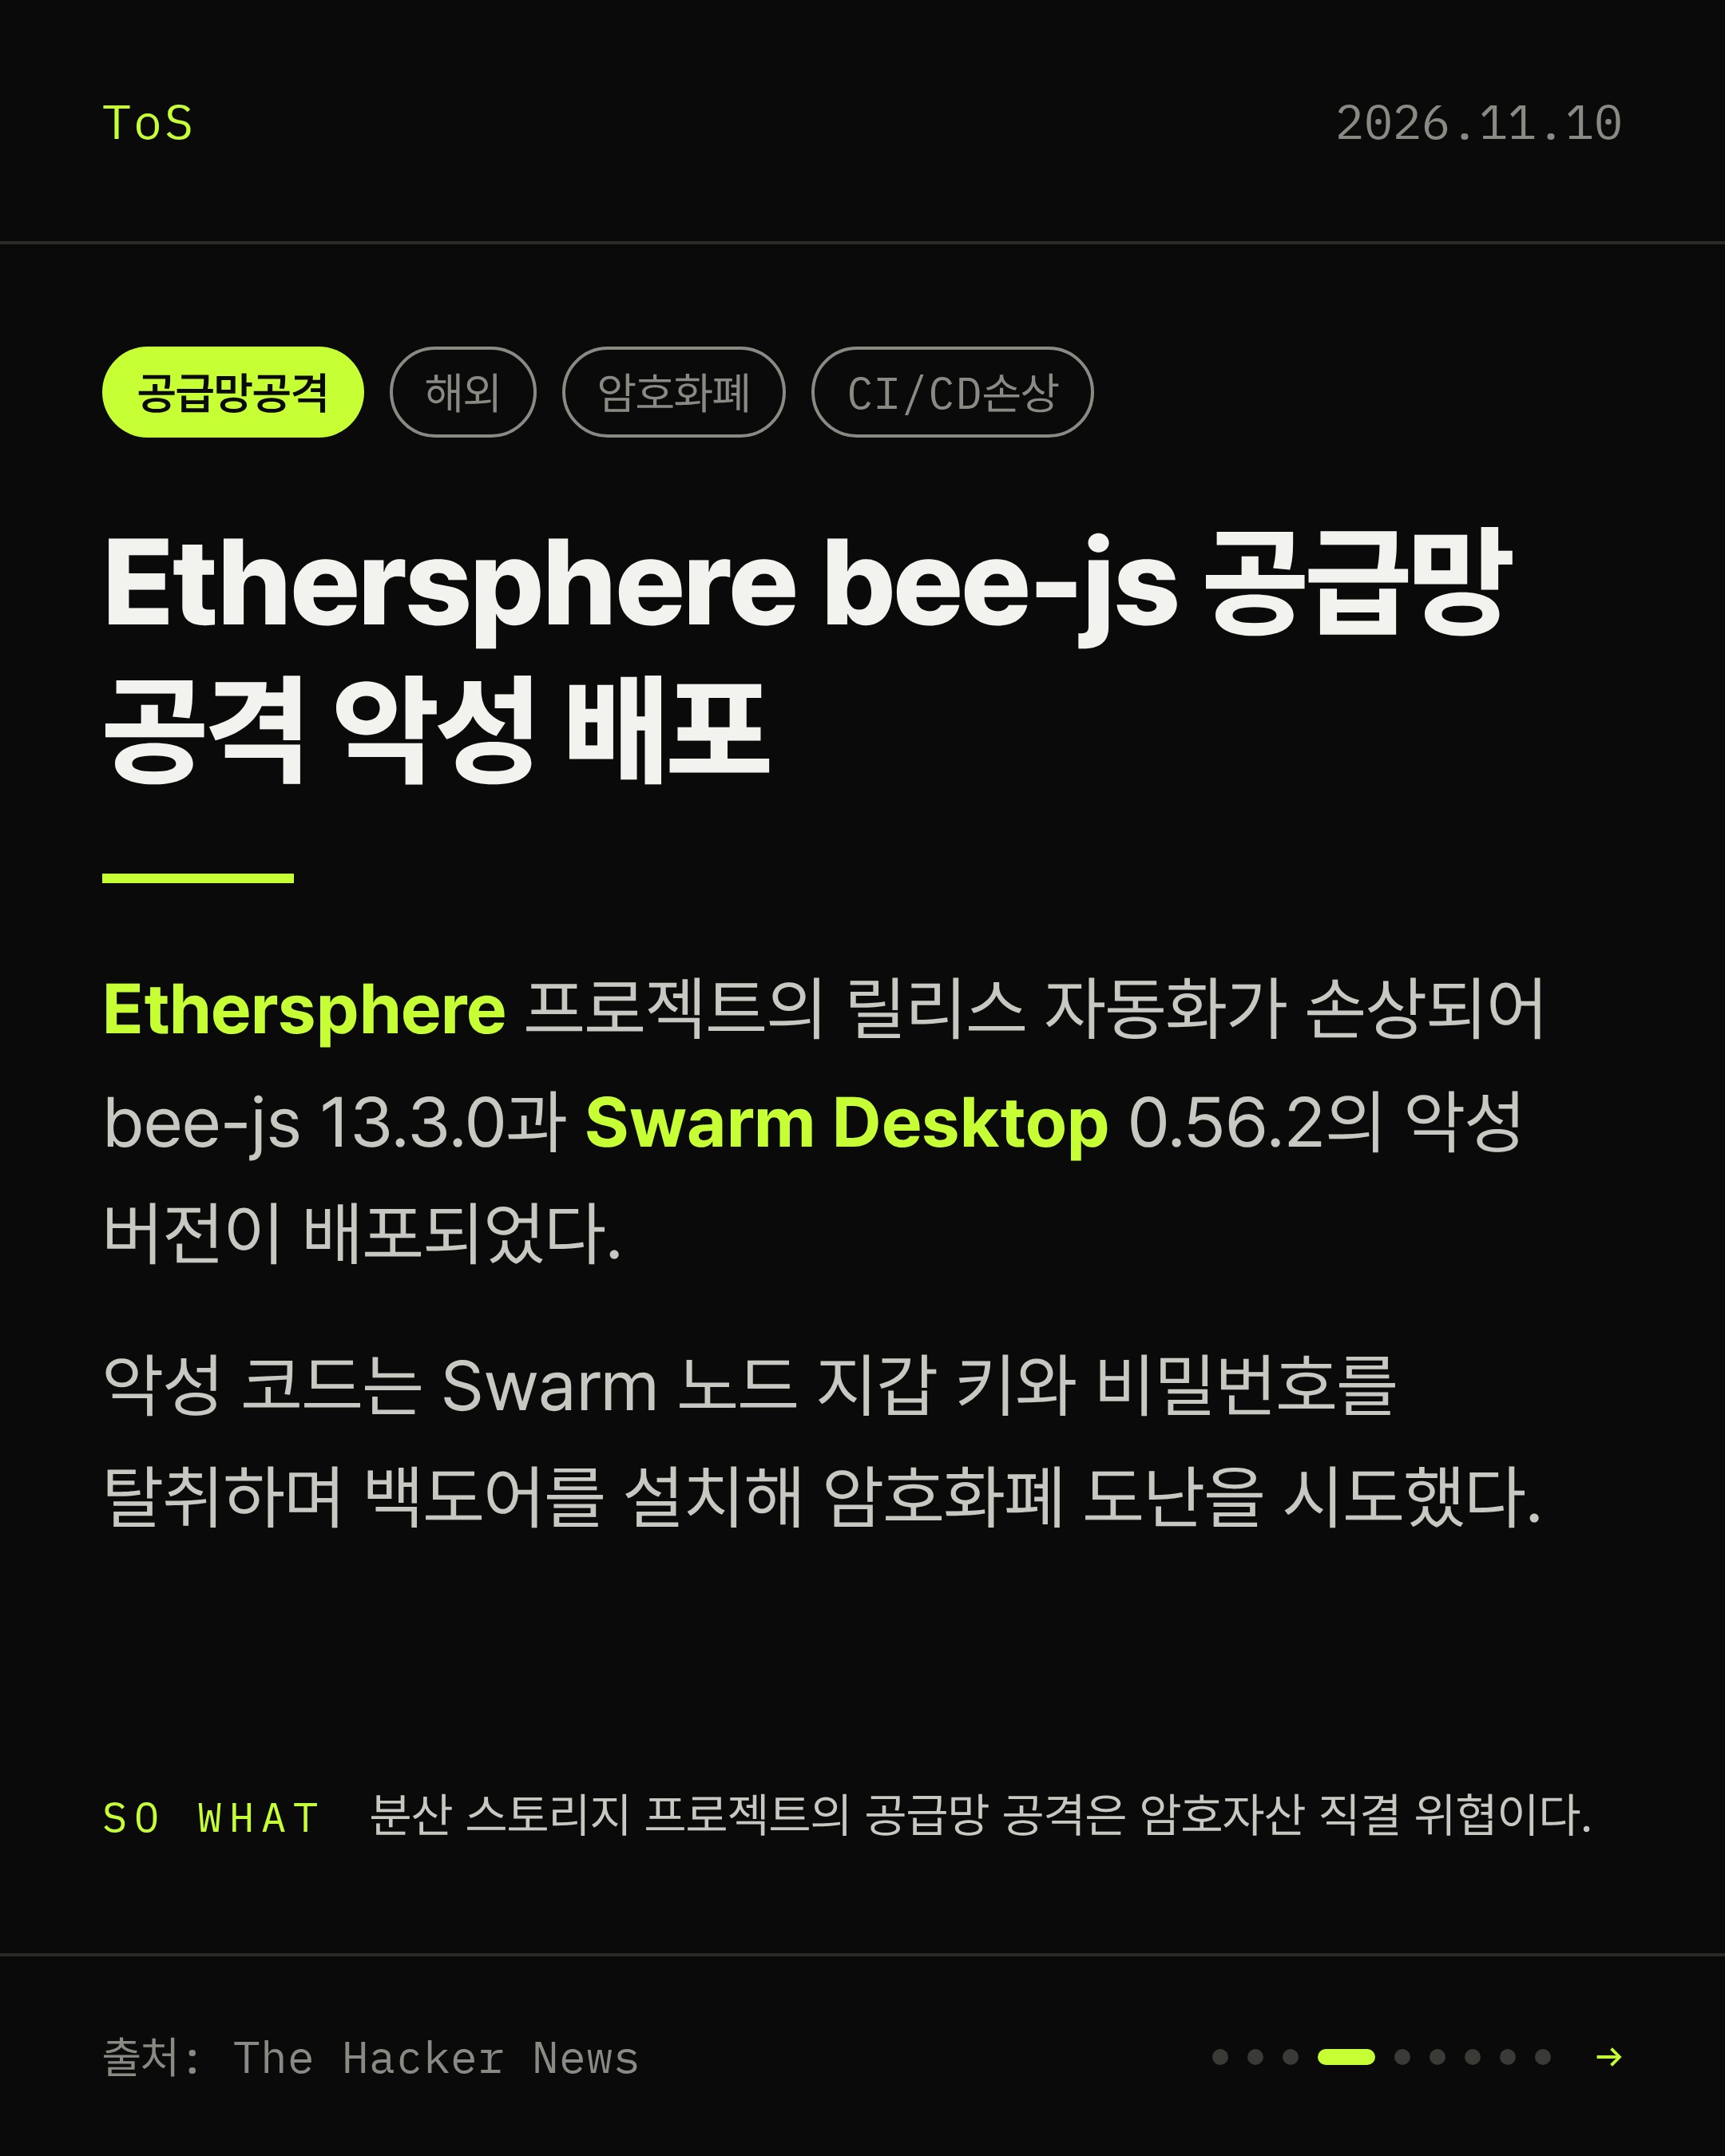 ToS
2026.11.10
공급망공격
해외
암호화폐
CI/CD손상
Ethersphere bee-js 공급망
공격 악성 배포
Ethersphere 프로젝트의 릴리스 자동화가 손상되어
bee-js 13.3.0과 Swarm Desktop 0.56.2의 악성
버전이 배포되었다.
악성 코드는 Swarm 노드 지갑 키와 비밀번호를
탈취하며 백도어를 설치해 암호화폐 도난을 시도했다.
SO WHAT 분산 스토리지 프로젝트의 공급망 공격은 암호자산 직결 위협이다.
출처: The Hacker News
→